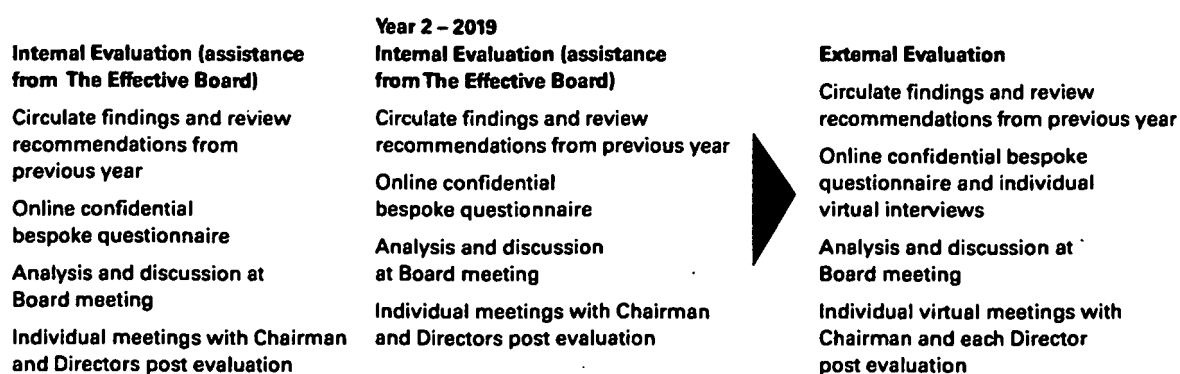 Internal Evaluation (assistance
from The Effective Board)
Circulate findings and review
recommendations from
previous year
Online confidential
bespoke questionnaire
Analysis and discussion at
Board meeting
Individual meetings with Chairman
and Directors post evaluation
Year 2 – 2019
Internal Evaluation (assistance
from The Effective Board)
Circulate findings and review
recommendations from previous year
Online confidential
bespoke questionnaire
Analysis and discussion
at Board meeting
Individual meetings with Chairman
and Directors post evaluation
External Evaluation
Circulate findings and review
recommendations from previous year
Online confidential bespoke
questionnaire and individual
virtual interviews
Analysis and discussion at
Board meeting
Individual virtual meetings with
Chairman and each Director
post evaluation